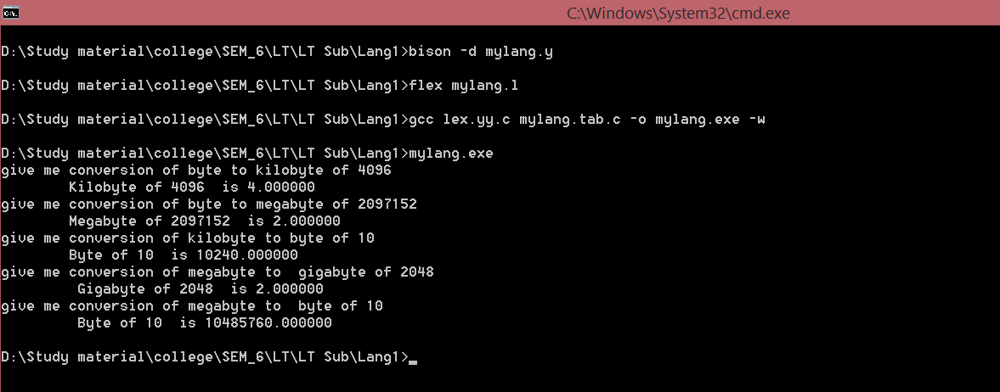 C:\Windows\System32\cmd.exe
D:\Study material\college\SEM_6\LT\LT Sub\Lang1>bison -d mylang.y
D:\Study material\college\SEM_6\LT\LT Sub\Lang1>flex mylang.l
D:\Study material\college\SEM_6\LT\LT Sub\Lang1>gcc lex.yy.c mylang.tab.c -o mylang.exe -w
D:\Study material\college\SEM_6\LT\LT Sub\Lang1>mylang.exe
give me conversion of byte to kilobyte of 4096
        Kilobyte of 4096  is 4.000000
give me conversion of byte to megabyte of 2097152
        Megabyte of 2097152  is 2.000000
give me conversion of kilobyte to byte of 10
        Byte of 10  is 10240.000000
give me conversion of megabyte to  gigabyte of 2048
         Gigabyte of 2048  is 2.000000
give me conversion of megabyte to  byte of 10
         Byte of 10  is 10485760.000000
D:\Study material\college\SEM_6\LT\LT Sub\Lang1>_